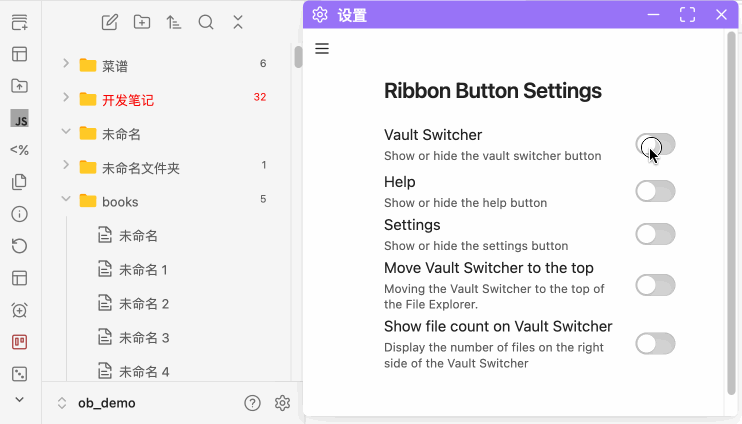 JS
<%
菜谱 6
开发笔记 32
未命名
未命名文件夹 1
books 5
未命名
未命名 1
未命名 2
未命名 3
未命名 4
ob_demo
设置
Ribbon Button Settings
Vault Switcher
Show or hide the vault switcher button
Help
Show or hide the help button
Settings
Show or hide the settings button
Move Vault Switcher to the top
Moving the Vault Switcher to the top of
the File Explorer.
Show file count on Vault Switcher
Display the number of files on the right
side of the Vault Switcher